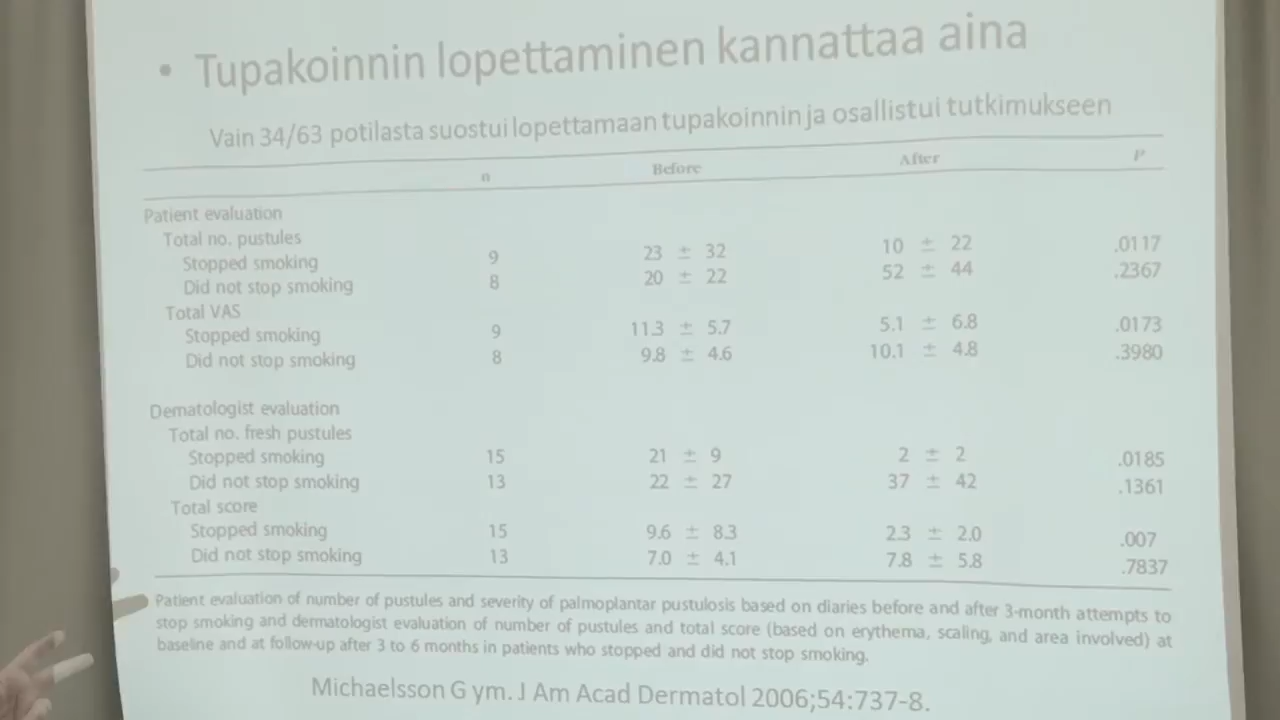 • Tupakoinnin lopettaminen kannattaa aina
Vain 34/63 potilasta suostui lopettamaan tupakoinnin ja osallistui tutkimukseen
n Before After P
Patient evaluation
Total no. pustules
Stopped smoking 9 23 ± 32 10 ± 22 .0117
Did not stop smoking 8 20 ± 22 52 ± 44 .2367
Total VAS
Stopped smoking 9 11.3 ± 5.7 5.1 ± 6.8 .0173
Did not stop smoking 8 9.8 ± 4.6 10.1 ± 4.8 .3980
Dematologist evaluation
Total no. fresh pustules
Stopped smoking 15 21 ± 9 2 ± 2 .0185
Did not stop smoking 13 22 ± 27 37 ± 42 .1361
Total score
Stopped smoking 15 9.6 ± 8.3 2.3 ± 2.0 .007
Did not stop smoking 13 7.0 ± 4.1 7.8 ± 5.8 .7837
Patient evaluation of number of pustules and severity of palmoplantar pustulosis based on diaries before and after 3-month attempts to
stop smoking and dermatologist evaluation of number of pustules and total score (based on erythema, scaling, and area involved) at
baseline and at follow-up after 3 to 6 months in patients who stopped and did not stop smoking.
Michaelsson G ym. J Am Acad Dermatol 2006;54:737-8.